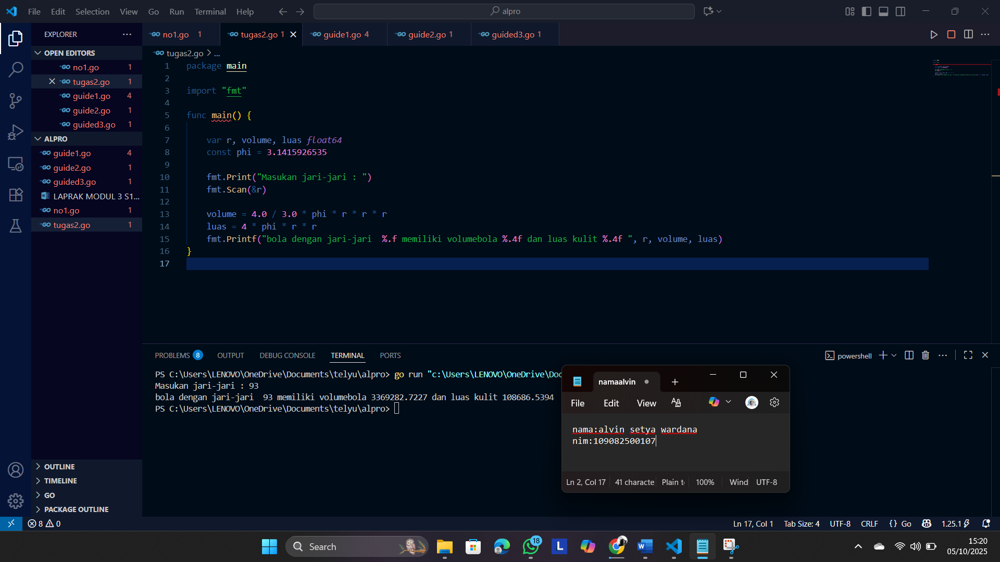 File Edit Selection View Go Run Terminal Help
alpro
EXPLORER
OPEN EDITORS
no1.go 1
tugas2.go 1
guide1.go 4
guide2.go 1
guided3.go 1
ALPRO
guide1.go 4
guide2.go 1
guided3.go 1
LAPRAK MODUL 3 S1...
no1.go 1
tugas2.go 1
OUTLINE
TIMELINE
GO
PACKAGE OUTLINE
no1.go 1 tugas2.go 1 guide1.go 4 guide2.go 1 guided3.go 1
tugas2.go > ...
1 package main
2
3 import "fmt"
4
5 func main() {
6
7 var r, volume, luas float64
8 const phi = 3.1415926535
9
10 fmt.Print("Masukan jari-jari : ")
11 fmt.Scan(&r)
12
13 volume = 4.0 / 3.0 * phi * r * r * r
14 luas = 4 * phi * r * r
15 fmt.Printf("bola dengan jari-jari  %.f memiliki volumebola %.4f dan luas kulit %.4f ", r, volume, luas)
16 }
17
PROBLEMS 8 OUTPUT DEBUG CONSOLE TERMINAL PORTS
powershell
PS C:\Users\LENOVO\OneDrive\Documents\telyu\alpro> go run "c:\Users\LENOVO\OneDrive\Doc
Masukan jari-jari : 93
bola dengan jari-jari  93 memiliki volumebola 3369282.7227 dan luas kulit 108686.5394
PS C:\Users\LENOVO\OneDrive\Documents\telyu\alpro>
namaalvin
File Edit View
nama:alvin setya wardana
nim:109082500107
Ln 2, Col 17 41 characte Plain t 100% Wind UTF-8
8 0
Ln 17, Col 1 Tab Size: 4 UTF-8 CRLF {} Go 1.25.1
Search
18
L
15:20
05/10/2025